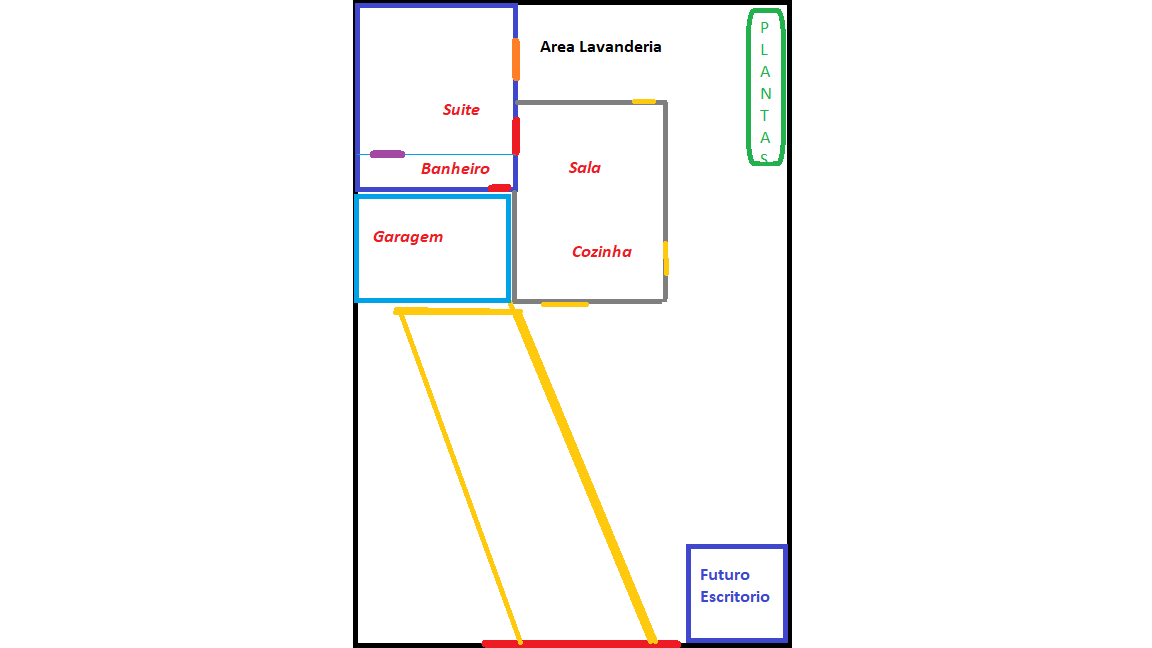 Area Lavanderia
P
L
A
N
T
A
S
Suite
Banheiro
Sala
Garagem
Cozinha
Futuro
Escritorio